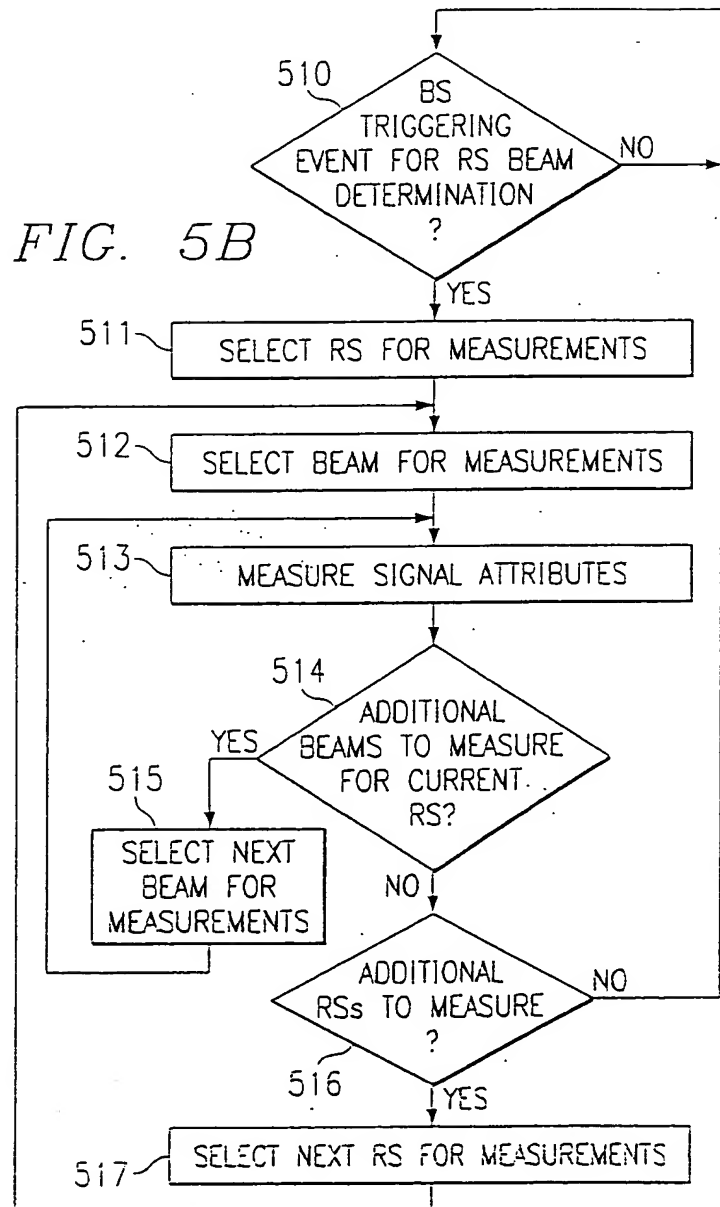 510
BS
TRIGGERING
EVENT FOR RS BEAM
DETERMINATION
?
NO
FIG. 5B
YES
511
SELECT RS FOR MEASUREMENTS
512
SELECT BEAM FOR MEASUREMENTS
513
MEASURE SIGNAL ATTRIBUTES
514
ADDITIONAL
BEAMS TO MEASURE
FOR CURRENT
RS?
YES
515
SELECT NEXT
BEAM FOR
MEASUREMENTS
NO
ADDITIONAL
RSs TO MEASURE
?
NO
516
YES
517
SELECT NEXT RS FOR MEASUREMENTS